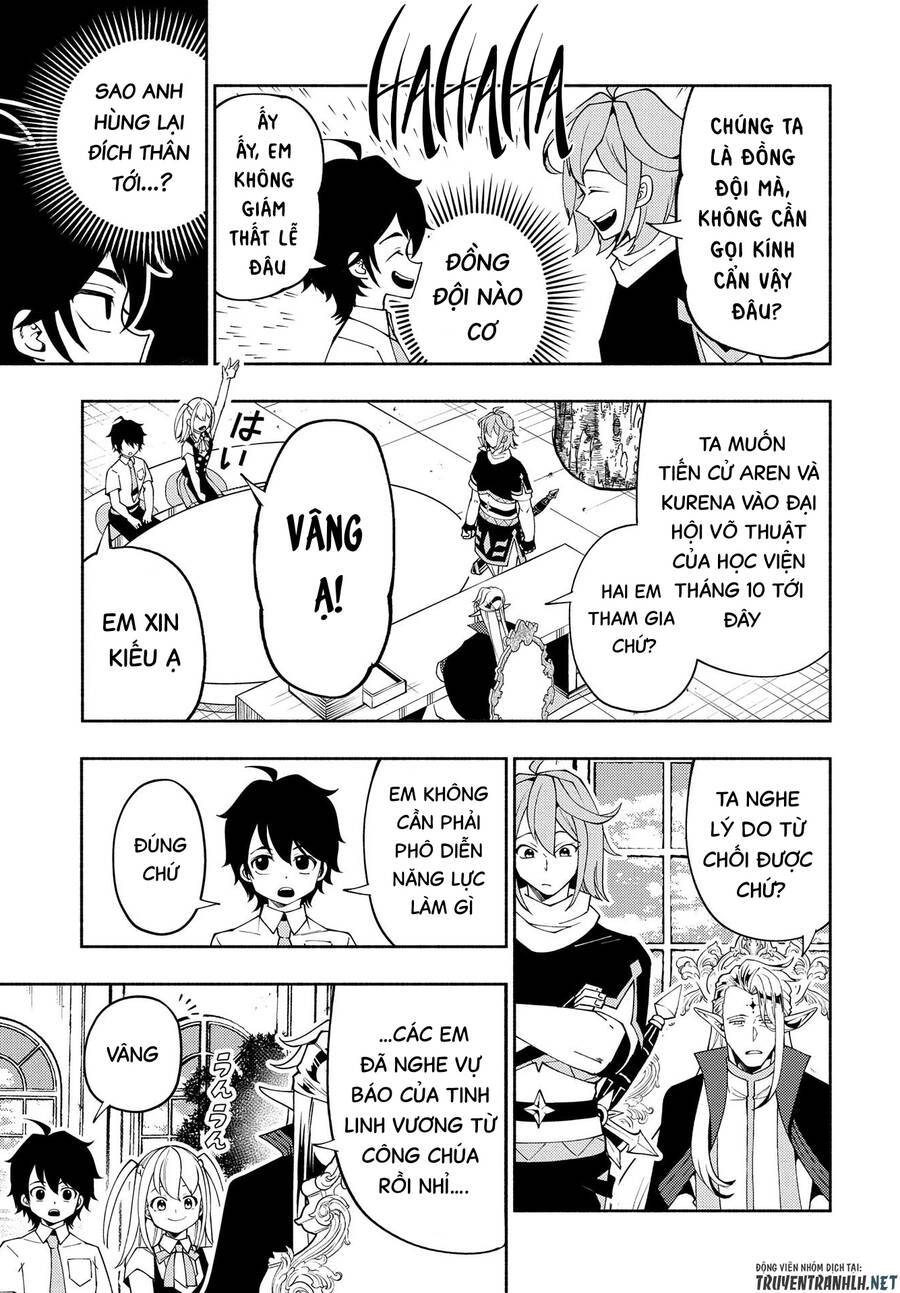 HAHAHA
CHÚNG TA
LÀ ĐỒNG
ĐỘI MÀ,
KHÔNG CẦN
GỌI KÍNH
CẨN VẬY
ĐÂU?
ĐỒNG
ĐỘI NÀO
CƠ
ẤY
ẤY, EM
KHÔNG
GIÁM
THẤT LỄ
ĐÂU
SAO ANH
HÙNG LẠI
ĐÍCH THÂN
TỚI...?
TA MUỐN
TIẾN CỬ AREN VÀ
KURENA VÀO ĐẠI
HỘI VÕ THUẬT
CỦA HỌC VIỆN
THÁNG 10 TỚI
ĐÂY
HAI EM
THAM GIA
CHỨ?
はーい
VÂNG
Ạ!
EM XIN
KIẾU Ạ
TA NGHE
LÝ DO TỪ
CHỐI ĐƯỢC
CHỨ?
EM KHÔNG
CẦN PHẢI
PHÔ DIỄN
NĂNG LỰC
LÀM GÌ
ĐÚNG
CHỨ
...CÁC EM
ĐÃ NGHE VỤ
BÁO CỦA TINH
LINH VƯƠNG TỪ
CÔNG CHÚA
RỒI NHỈ....
うんうん
VÂNG
ĐỘNG VIÊN NHÓM DỊCH TẠI:
TRUYENTRANHLH.NET